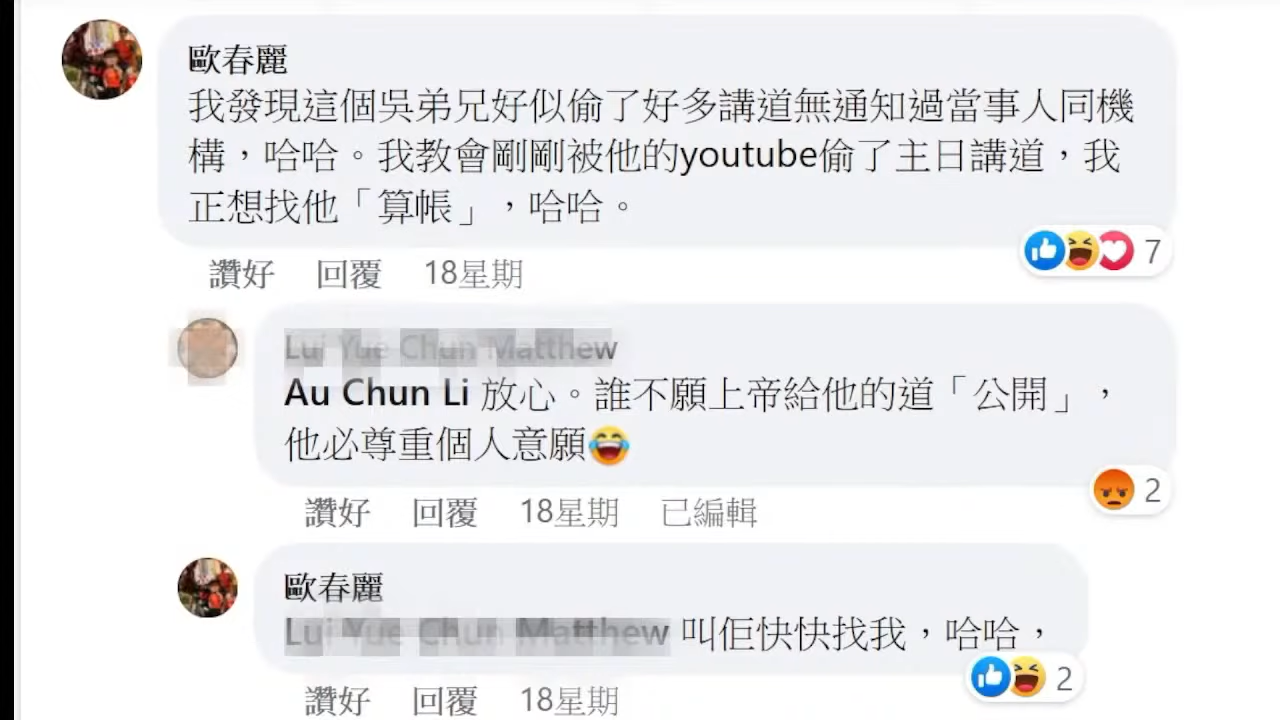 歐春麗
我發現這個吳弟兄好似偷了好多講道無通知過當事人同機
構，哈哈。我教會剛剛被他的youtube偷了主日講道，我
正想找他「算帳」，哈哈。
7
讚好 回覆 18星期
Au Chun Li 放心。誰不願上帝給他的道「公開」，
他必尊重個人意願😂
2
讚好 回覆 18星期 已編輯
歐春麗
叫佢快快找我，哈哈，
2
讚好 回覆 18星期